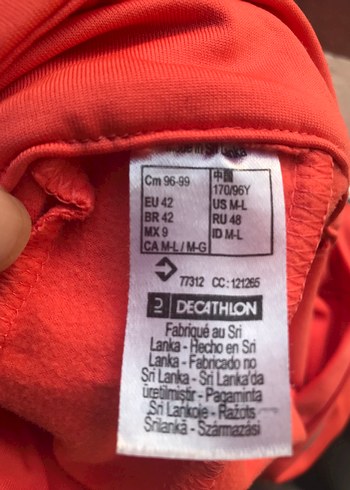 Cm 96-99
EU 42
BR 42
MX 9
CA M-L / M-G
中国
170/96Y
US M-L
RU 48
ID M-L
77312 CC: 121265
DECATHLON
Fabriqué au Sri
Lanka - Hecho en Sri
Lanka - Fabricado no
Sri Lanka - Sri Lanka'da
üretilmiştir - Pagaminta
Šri Lankoje - Ražots
Šrilankā - Származási